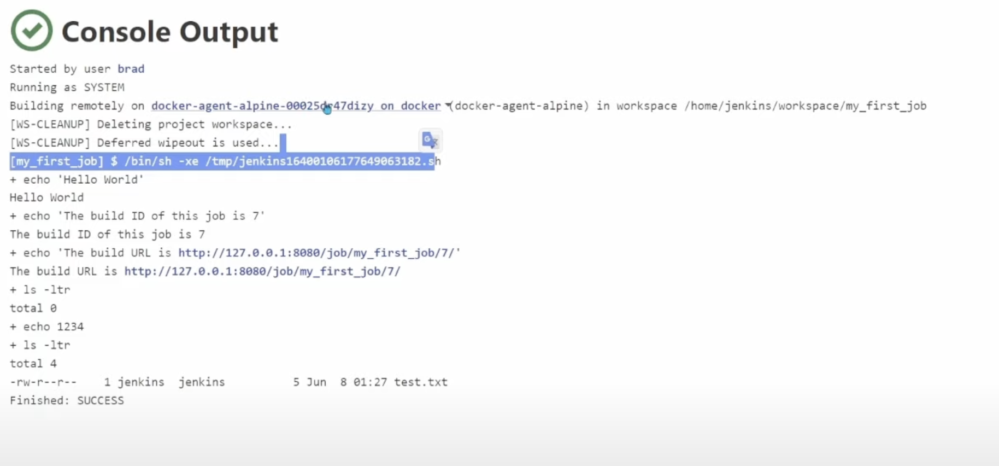 Console Output
Started by user brad
Running as SYSTEM
Building remotely on docker-agent-alpine-00025dr47dizy on docker (docker-agent-alpine) in workspace /home/jenkins/workspace/my_first_job
[WS-CLEANUP] Deleting project workspace...
[WS-CLEANUP] Deferred wipeout is used...
[my_first_job] $ /bin/sh -xe /tmp/jenkins16400106177649063182.sh
+ echo 'Hello World'
Hello World
+ echo 'The build ID of this job is 7'
The build ID of this job is 7
+ echo 'The build URL is http://127.0.0.1:8080/job/my_first_job/7/'
The build URL is http://127.0.0.1:8080/job/my_first_job/7/
+ ls -ltr
total 0
+ echo 1234
+ ls -ltr
total 4
-rw-r--r-- 1 jenkins jenkins 5 Jun 8 01:27 test.txt
Finished: SUCCESS